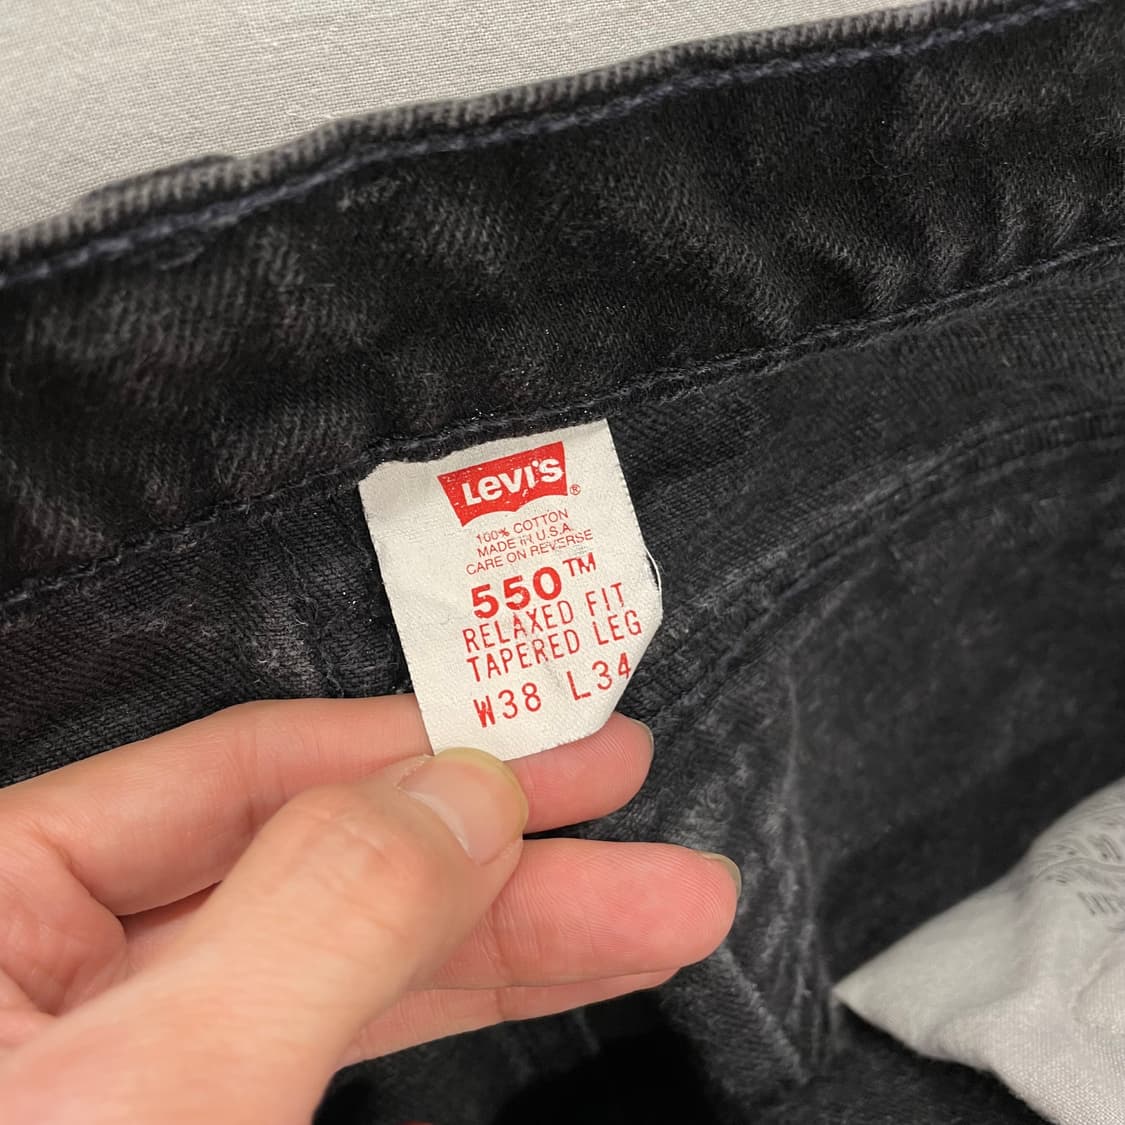 Levi's ®
100% COTTON
MADE IN U.S.A.
CARE ON REVERSE
550™
RELAXED FIT
TAPERED LEG
W38 L34